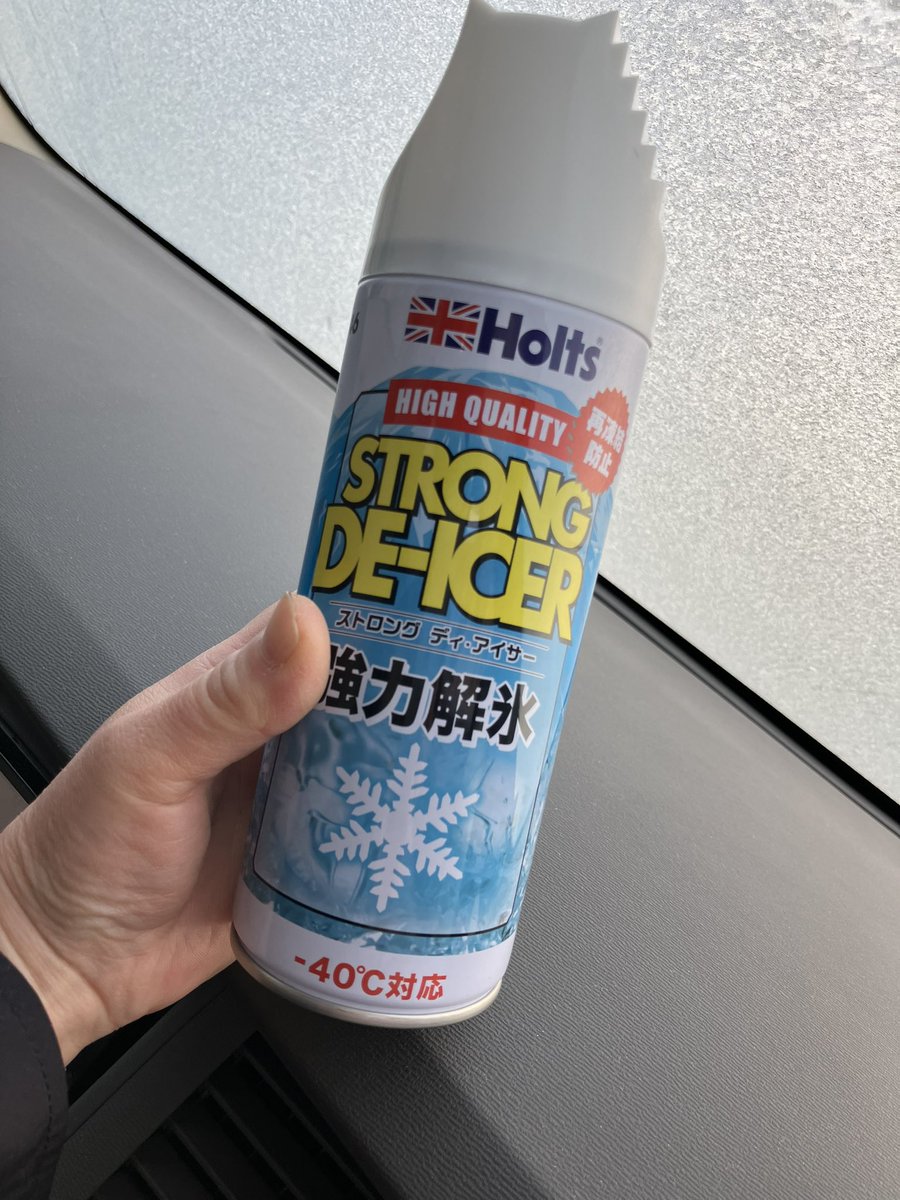 Holts
HIGH QUALITY
再凍結
防止
STRONG
DE-ICER
ストロング ディ・アイサー
強力解氷
-40℃対応